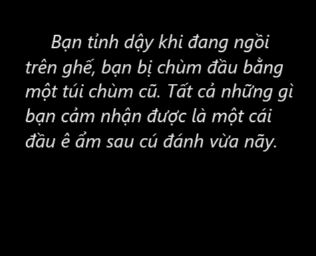 Bạn tỉnh dậy khi đang ngồi
trên ghế, bạn bị chùm đầu bằng
một túi chùm cũ. Tất cả những gì
bạn cảm nhận được là một cái
đầu ê ẩm sau cú đánh vừa nãy.